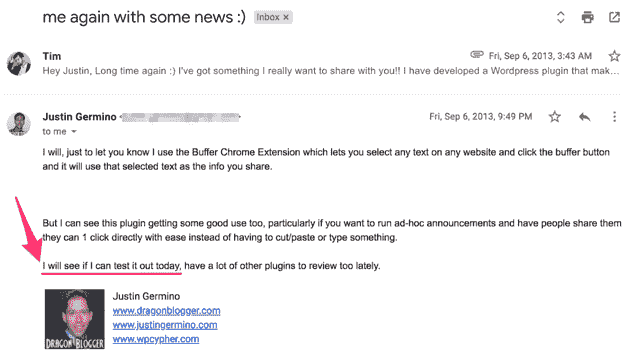 me again with some news :) Inbox ×
Tim Fri, Sep 6, 2013, 3:43 AM
Hey Justin, Long time again :) I've got something I really want to share with you!! I have developed a Wordpress plugin that mak…
Justin Germino Fri, Sep 6, 2013, 9:49 PM
to me
I will, just to let you know I use the Buffer Chrome Extension which lets you select any text on any website and click the buffer button
and it will use that selected text as the info you share.
But I can see this plugin getting some good use too, particularly if you want to run ad-hoc announcements and have people share them
they can 1 click directly with ease instead of having to cut/paste or type something.
I will see if I can test it out today, have a lot of other plugins to review too lately.
Justin Germino
www.dragonblogger.com
www.justingermino.com
www.wpcypher.com
DRAGON BLOGGER